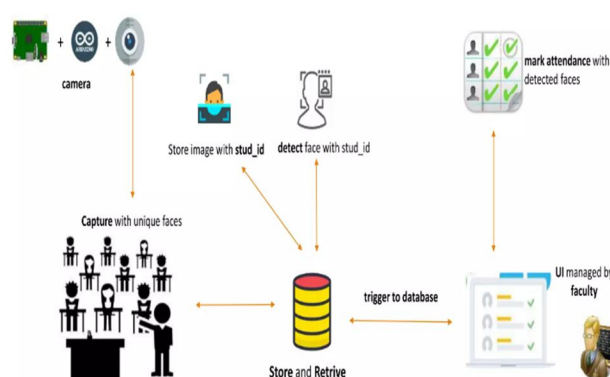 +
+
ARDUINO
camera
Store image with stud_id
detect face with stud_id
mark attendance with
detected faces
Capture with unique faces
trigger to database
UI managed by
faculty
Store and Retrive